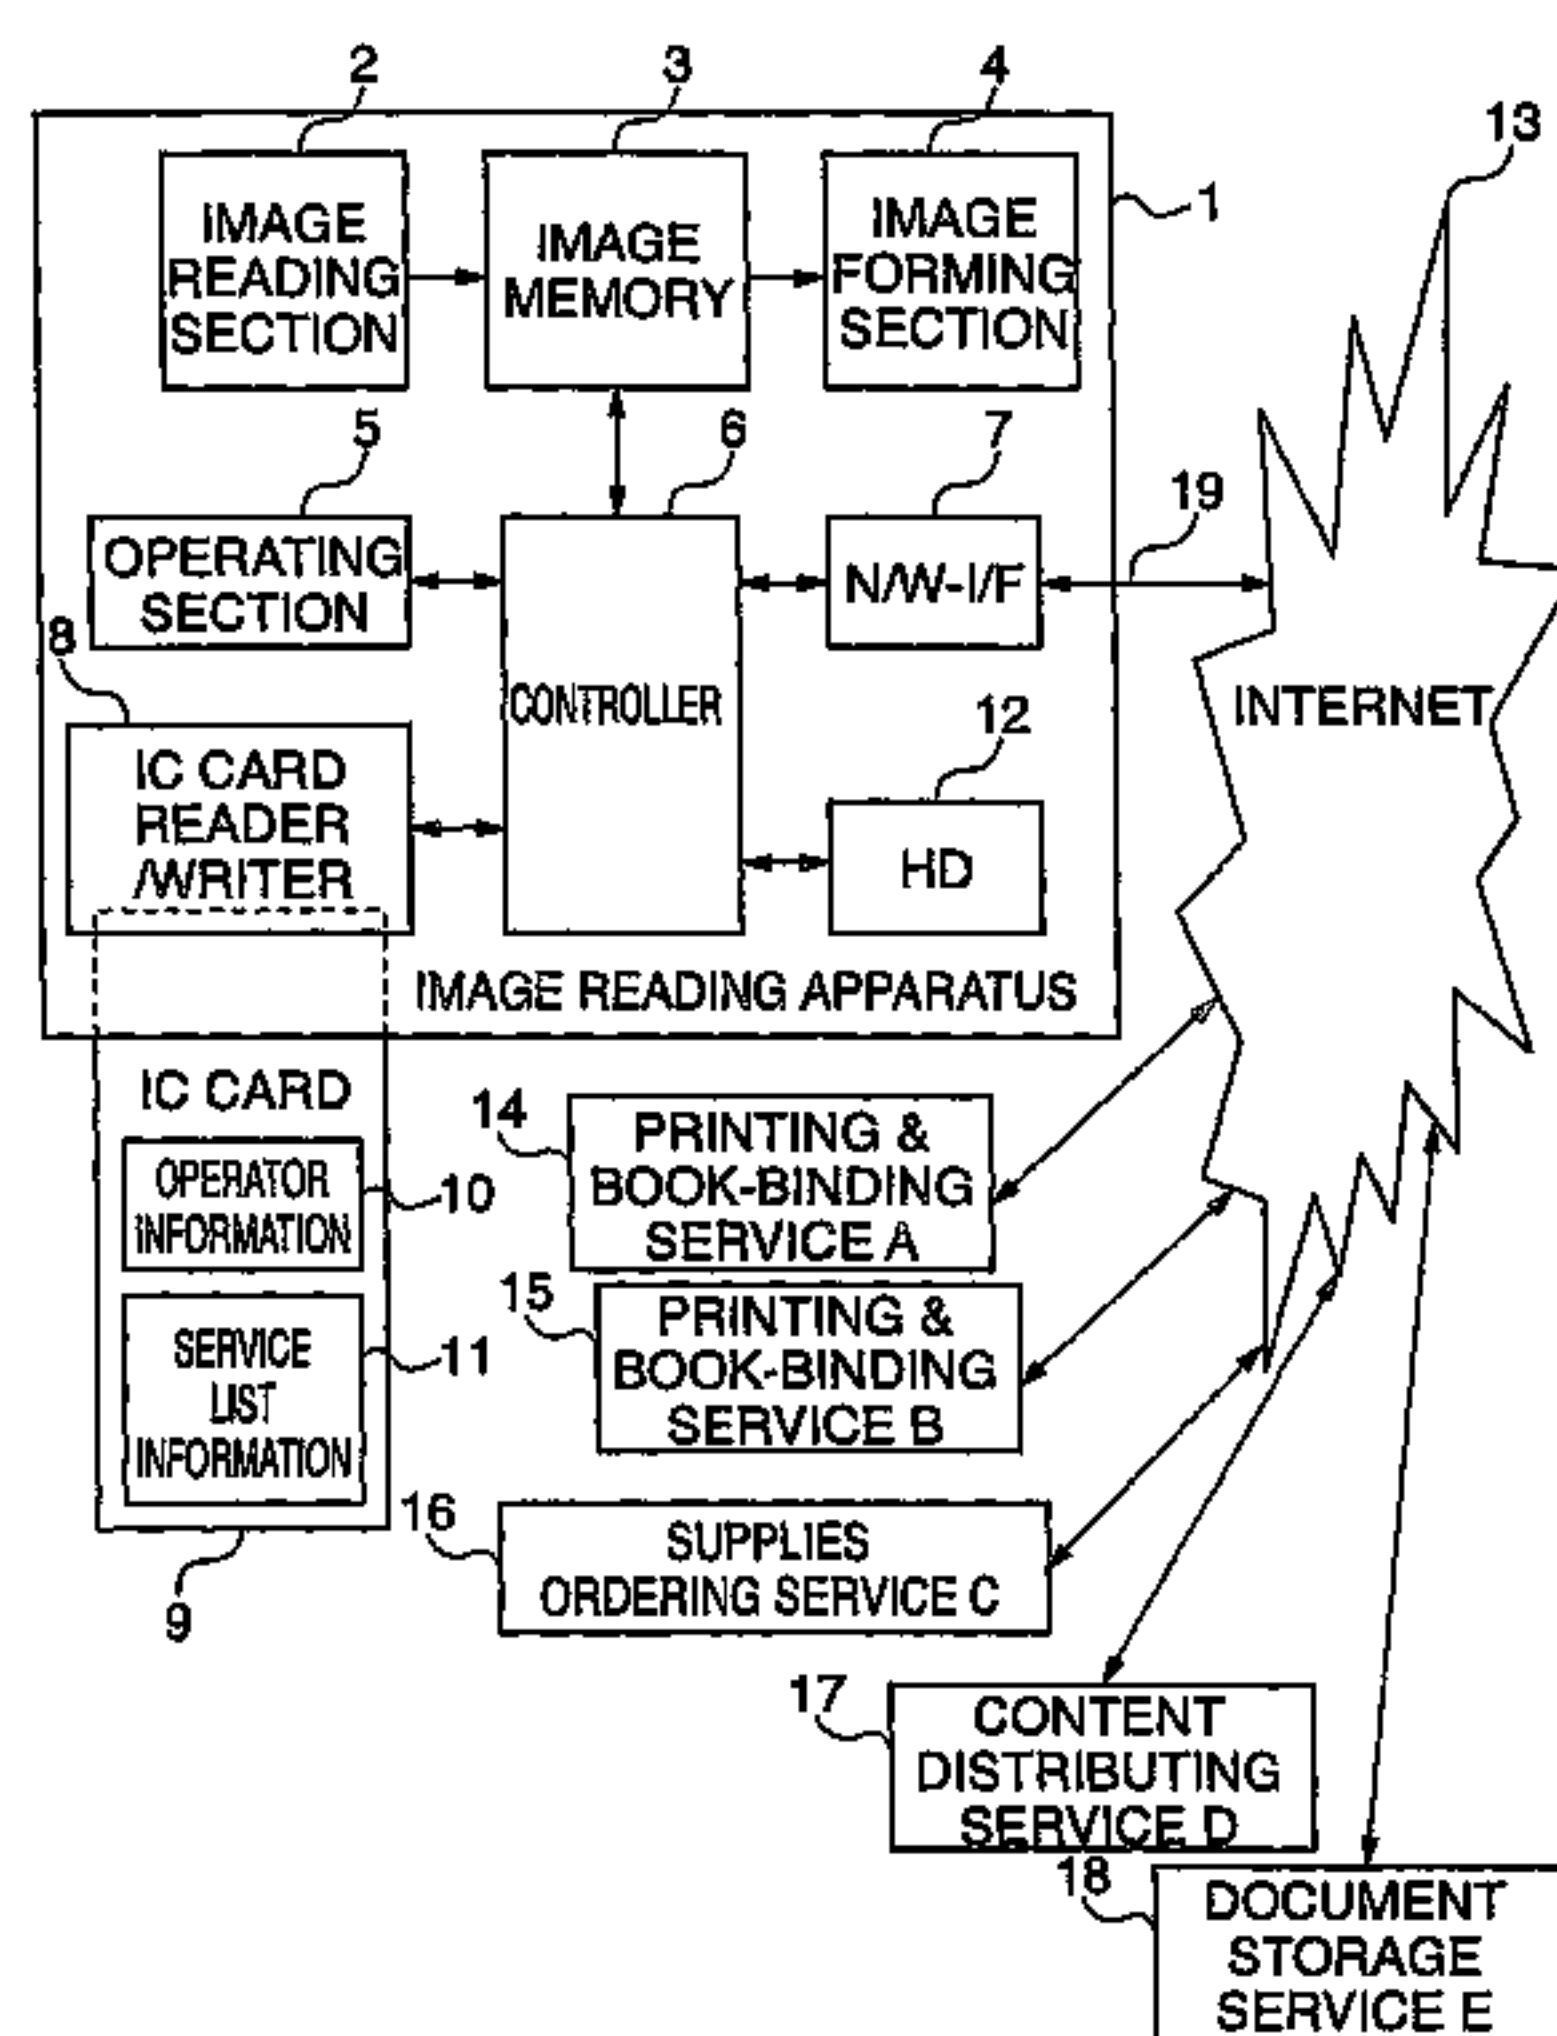 2
3
4
13
1
IMAGE
READING
SECTION
IMAGE
MEMORY
IMAGE
FORMING
SECTION
5
6
7
19
OPERATING
SECTION
N/W-I/F
8
CONTROLLER
INTERNET
12
IC CARD
READER
/WRITER
HD
IMAGE READING APPARATUS
IC CARD
14
PRINTING &
BOOK-BINDING
SERVICE A
OPERATOR
INFORMATION
10
15
PRINTING &
BOOK-BINDING
SERVICE B
SERVICE
LIST
INFORMATION
11
16
SUPPLIES
ORDERING SERVICE C
9
17
CONTENT
DISTRIBUTING
SERVICE D
18
DOCUMENT
STORAGE
SERVICE E